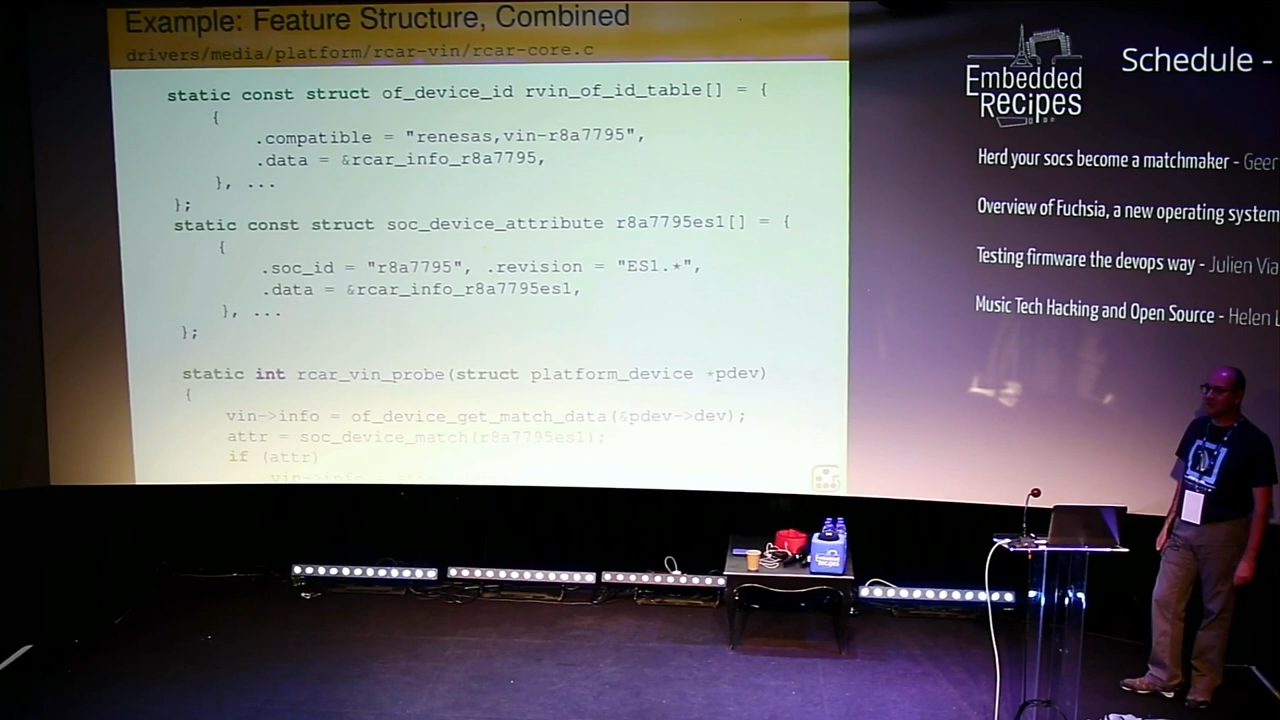 Example: Feature Structure, Combined
drivers/media/platform/rcar-vin/rcar-core.c
static const struct of_device_id rvin_of_id_table[] = {
{
.compatible = "renesas,vin-r8a7795",
.data = &rcar_info_r8a7795,
}, ...
};
static const struct soc_device_attribute r8a7795es1[] = {
{
.soc_id = "r8a7795", .revision = "ES1.*",
.data = &rcar_info_r8a7795es1,
}, ...
};
static int rcar_vin_probe(struct platform_device *pdev)
{
vin->info = of_device_get_match_data(&pdev->dev);
attr = soc_device_match(r8a7795es1);
if (attr)
Embedded
Recipes
Schedule -
Herd your socs become a matchmaker - Geer
Overview of Fuchsia, a new operating system
Testing firmware the devops way - Julien Via
Music Tech Hacking and Open Source - Helen L
Embedded
Recipes